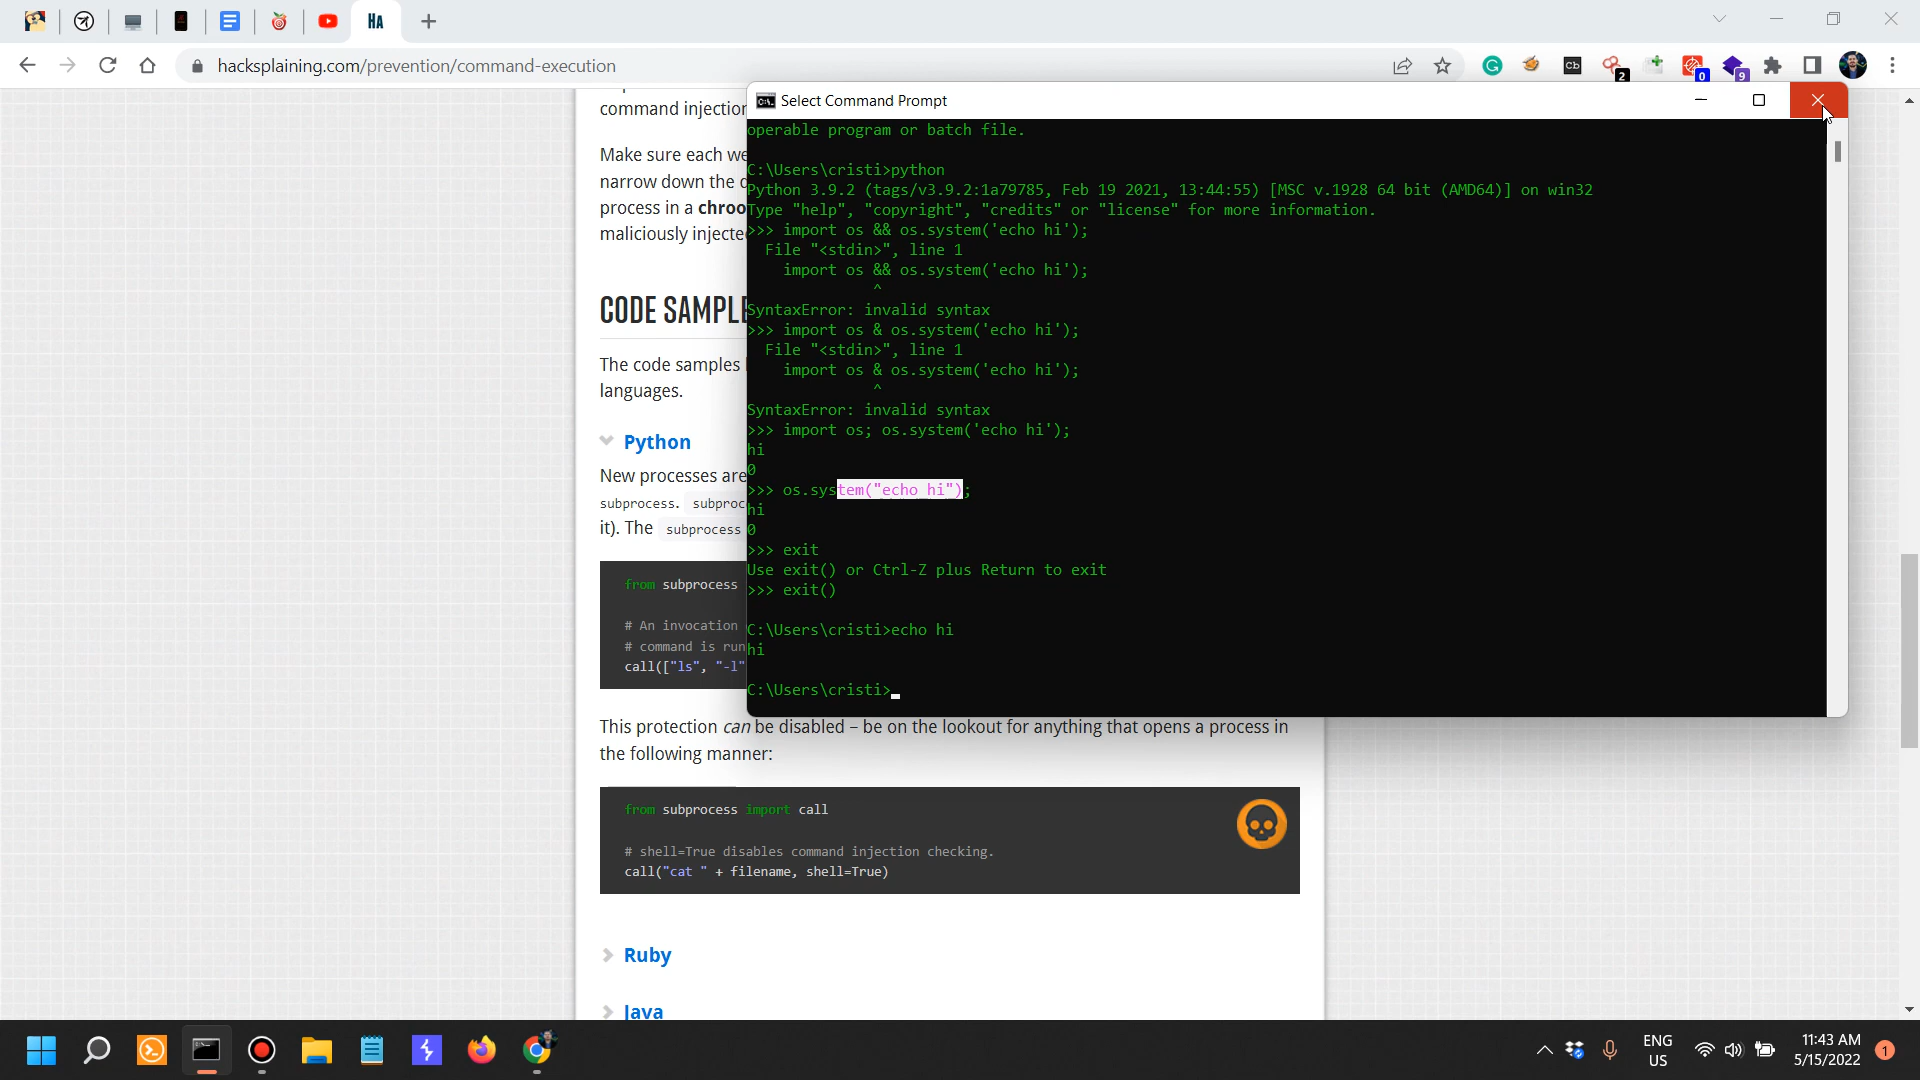 HA
hacksplaining.com/prevention/command-execution
Cb
2
0
9
command injection
Make sure each we
narrow down the
process in a chroo
maliciously injecte
CODE SAMPLE
The code samples
languages.
Python
New processes are
subprocess. subproc
it). The subprocess
from subprocess
# An invocation
# command is run
call(["ls", "-l"
Select Command Prompt
operable program or batch file.
C:\Users\cristi>python
Python 3.9.2 (tags/v3.9.2:1a79785, Feb 19 2021, 13:44:55) [MSC v.1928 64 bit (AMD64)] on win32
Type "help", "copyright", "credits" or "license" for more information.
>>> import os && os.system('echo hi');
File "<stdin>", line 1
import os && os.system('echo hi');
^
SyntaxError: invalid syntax
>>> import os & os.system('echo hi');
File "<stdin>", line 1
import os & os.system('echo hi');
^
SyntaxError: invalid syntax
>>> import os; os.system('echo hi');
hi
0
>>> os.system("echo hi");
hi
0
>>> exit
Use exit() or Ctrl-Z plus Return to exit
>>> exit()
C:\Users\cristi>echo hi
hi
C:\Users\cristi>
This protection can be disabled – be on the lookout for anything that opens a process in
the following manner:
from subprocess import call
# shell=True disables command injection checking.
call("cat " + filename, shell=True)
Ruby
Java
ENG
US
11:43 AM
5/15/2022
1